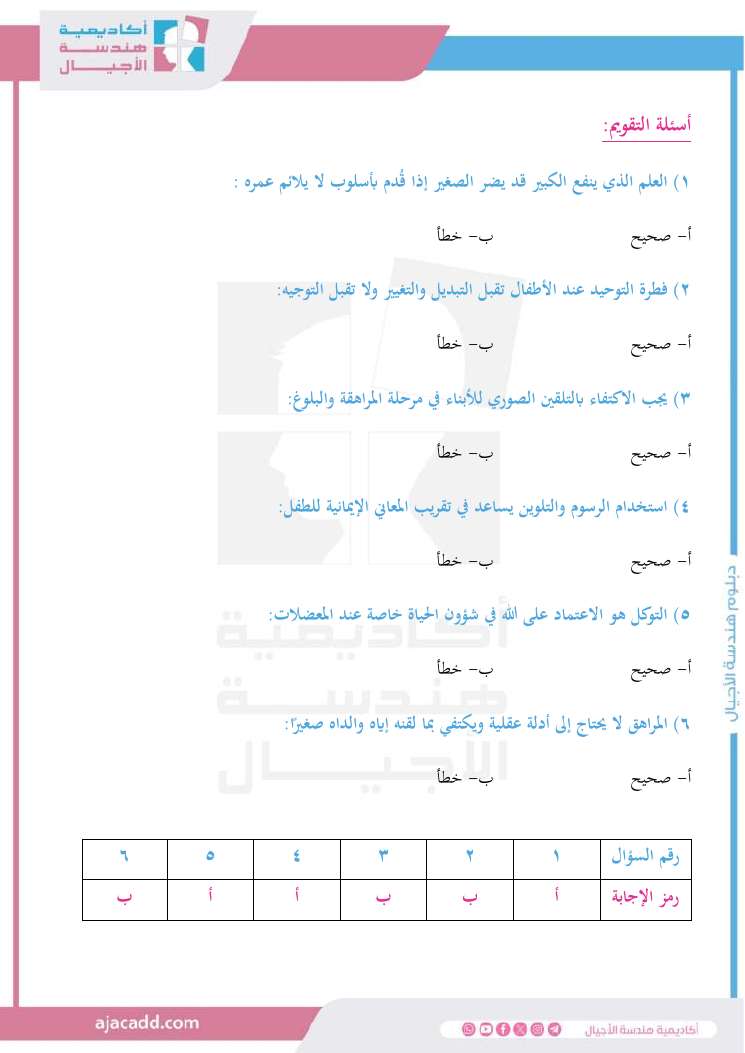 أكاديمية
هندسة
الأجيال
أسئلة التقويم:
١) العلم الذي ينفع الكبير قد يضر الصغير إذا قُدم بأسلوب لا يلائم عمره :
أ- صحيح ب- خطأ
٢) فطرة التوحيد عند الأطفال تقبل التبديل والتغيير ولا تقبل التوجيه:
أ- صحيح ب- خطأ
٣) يجب الاكتفاء بالتلقين الصوري للأبناء في مرحلة المراهقة والبلوغ:
أ- صحيح ب- خطأ
٤) استخدام الرسوم والتلوين يساعد في تقريب المعاني الإيمانية للطفل:
أ- صحيح ب- خطأ
٥) التوكل هو الاعتماد على الله في شؤون الحياة خاصة عند المعضلات:
أ- صحيح ب- خطأ
٦) المراهق لا يحتاج إلى أدلة عقلية ويكتفي بما لقنه إياه والداه صغيرًا:
أ- صحيح ب- خطأ
رقم السؤال ١ ٢ ٣ ٤ ٥ ٦
رمز الإجابة أ ب ب أ أ ب
دبلوم هندسة الأجيال
أكاديمية
هندسة
الأجيال
أكاديمية هندسة الأجيال
ajacadd.com